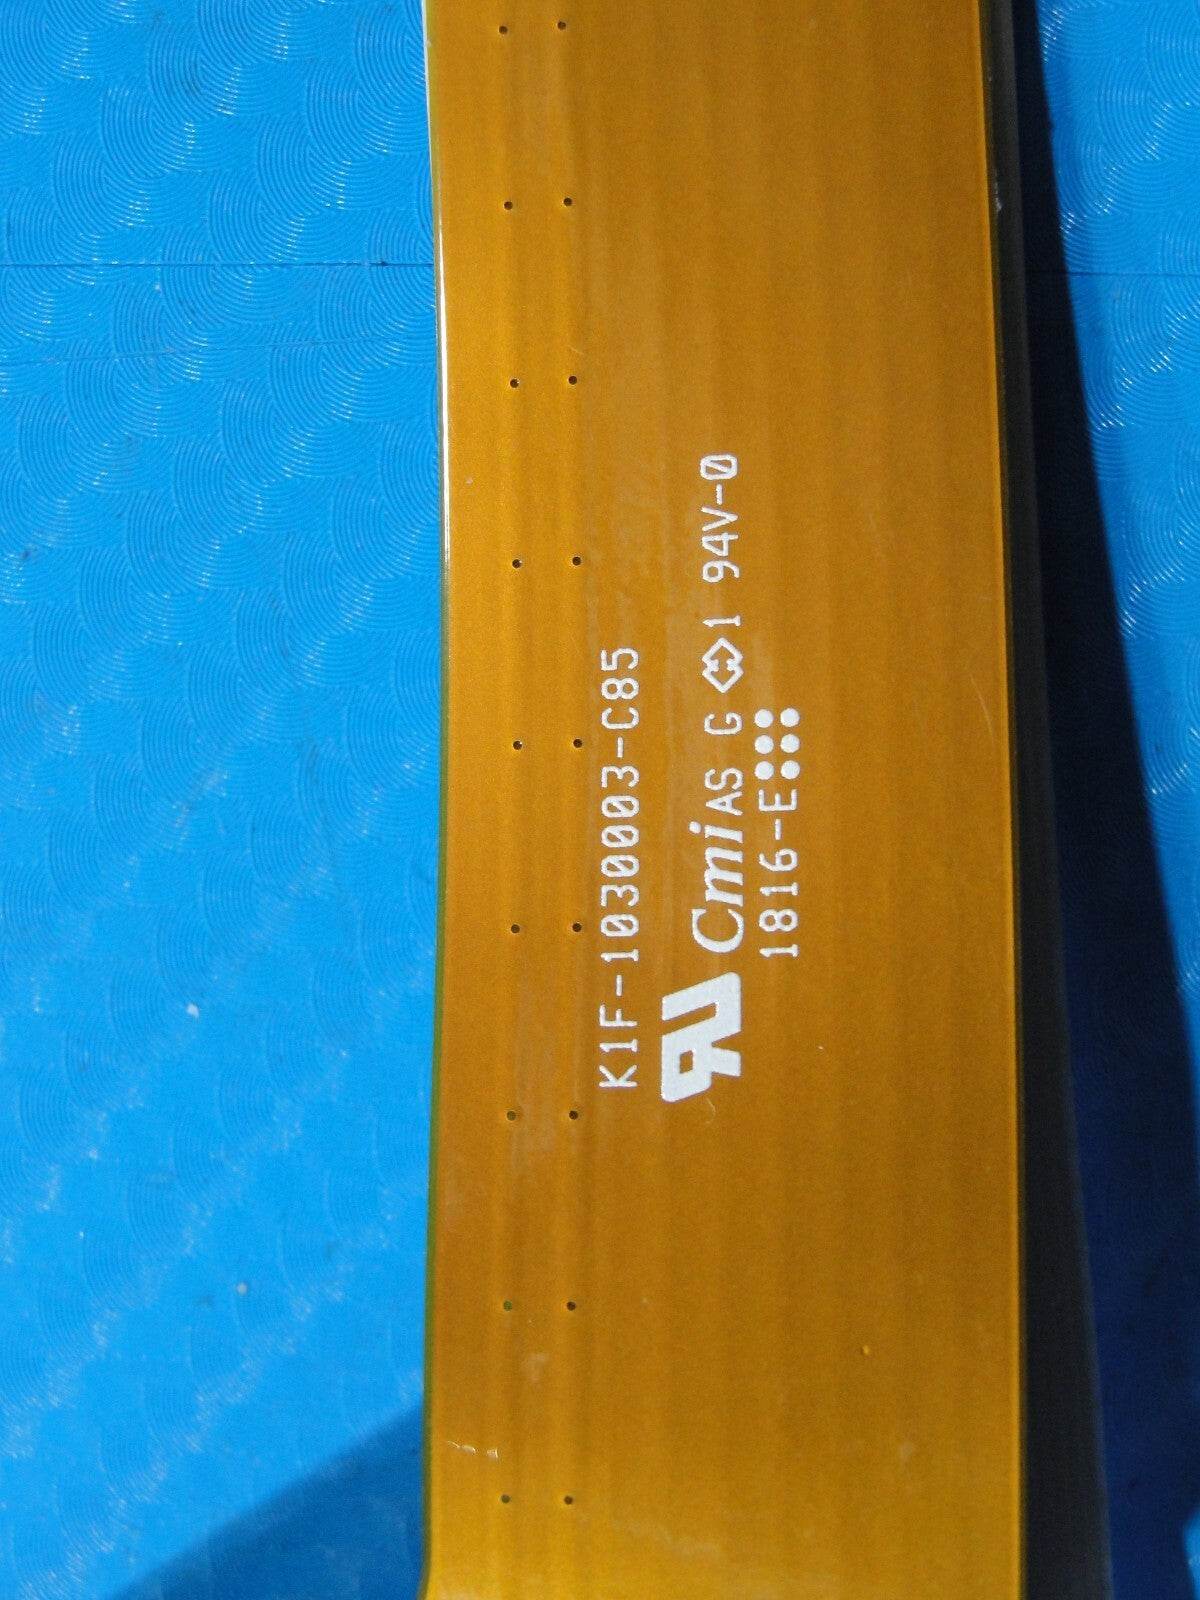 K1F-1030003-C85
Cmi AS G 1 94V-0
1816-E